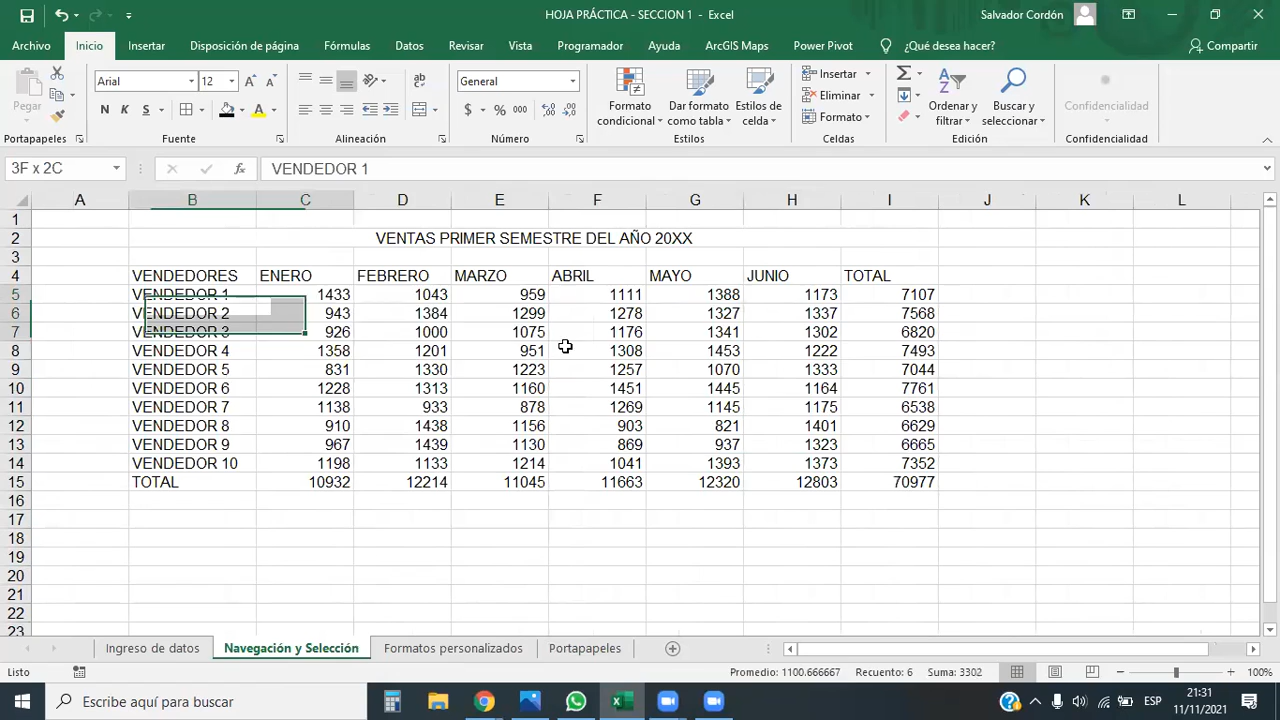 HOJA PRÁCTICA - SECCION 1 - Excel
Salvador Cordón
Archivo Inicio Insertar Disposición de página Fórmulas Datos Revisar Vista Programador Ayuda ArcGIS Maps Power Pivot ¿Qué desea hacer? Compartir
Pegar
Arial 12
General
Formato condicional
Dar formato como tabla
Estilos de celda
Insertar
Eliminar
Formato
Ordenar y filtrar
Buscar y seleccionar
Confidencialidad
N K S
$ % 000
Portapapeles Fuente Alineación Número Estilos Celdas Edición Confidencialidad
3F x 2C fx VENDEDOR 1
A B C D E F G H I J K L
1
2 VENTAS PRIMER SEMESTRE DEL AÑO 20XX
3
4 VENDEDORES ENERO FEBRERO MARZO ABRIL MAYO JUNIO TOTAL
5 VENDEDOR 1 1433 1043 959 1111 1388 1173 7107
6 VENDEDOR 2 943 1384 1299 1278 1327 1337 7568
7 VENDEDOR 3 926 1000 1075 1176 1341 1302 6820
8 VENDEDOR 4 1358 1201 951 1308 1453 1222 7493
9 VENDEDOR 5 831 1330 1223 1257 1070 1333 7044
10 VENDEDOR 6 1228 1313 1160 1451 1445 1164 7761
11 VENDEDOR 7 1138 933 878 1269 1145 1175 6538
12 VENDEDOR 8 910 1438 1156 903 821 1401 6629
13 VENDEDOR 9 967 1439 1130 869 937 1323 6665
14 VENDEDOR 10 1198 1133 1214 1041 1393 1373 7352
15 TOTAL 10932 12214 11045 11663 12320 12803 70977
16
17
18
19
20
21
22
23
Ingreso de datos Navegación y Selección Formatos personalizados Portapapeles
Listo Promedio: 1100.666667 Recuento: 6 Suma: 3302 100%
Escribe aquí para buscar ESP 21:31
11/11/2021